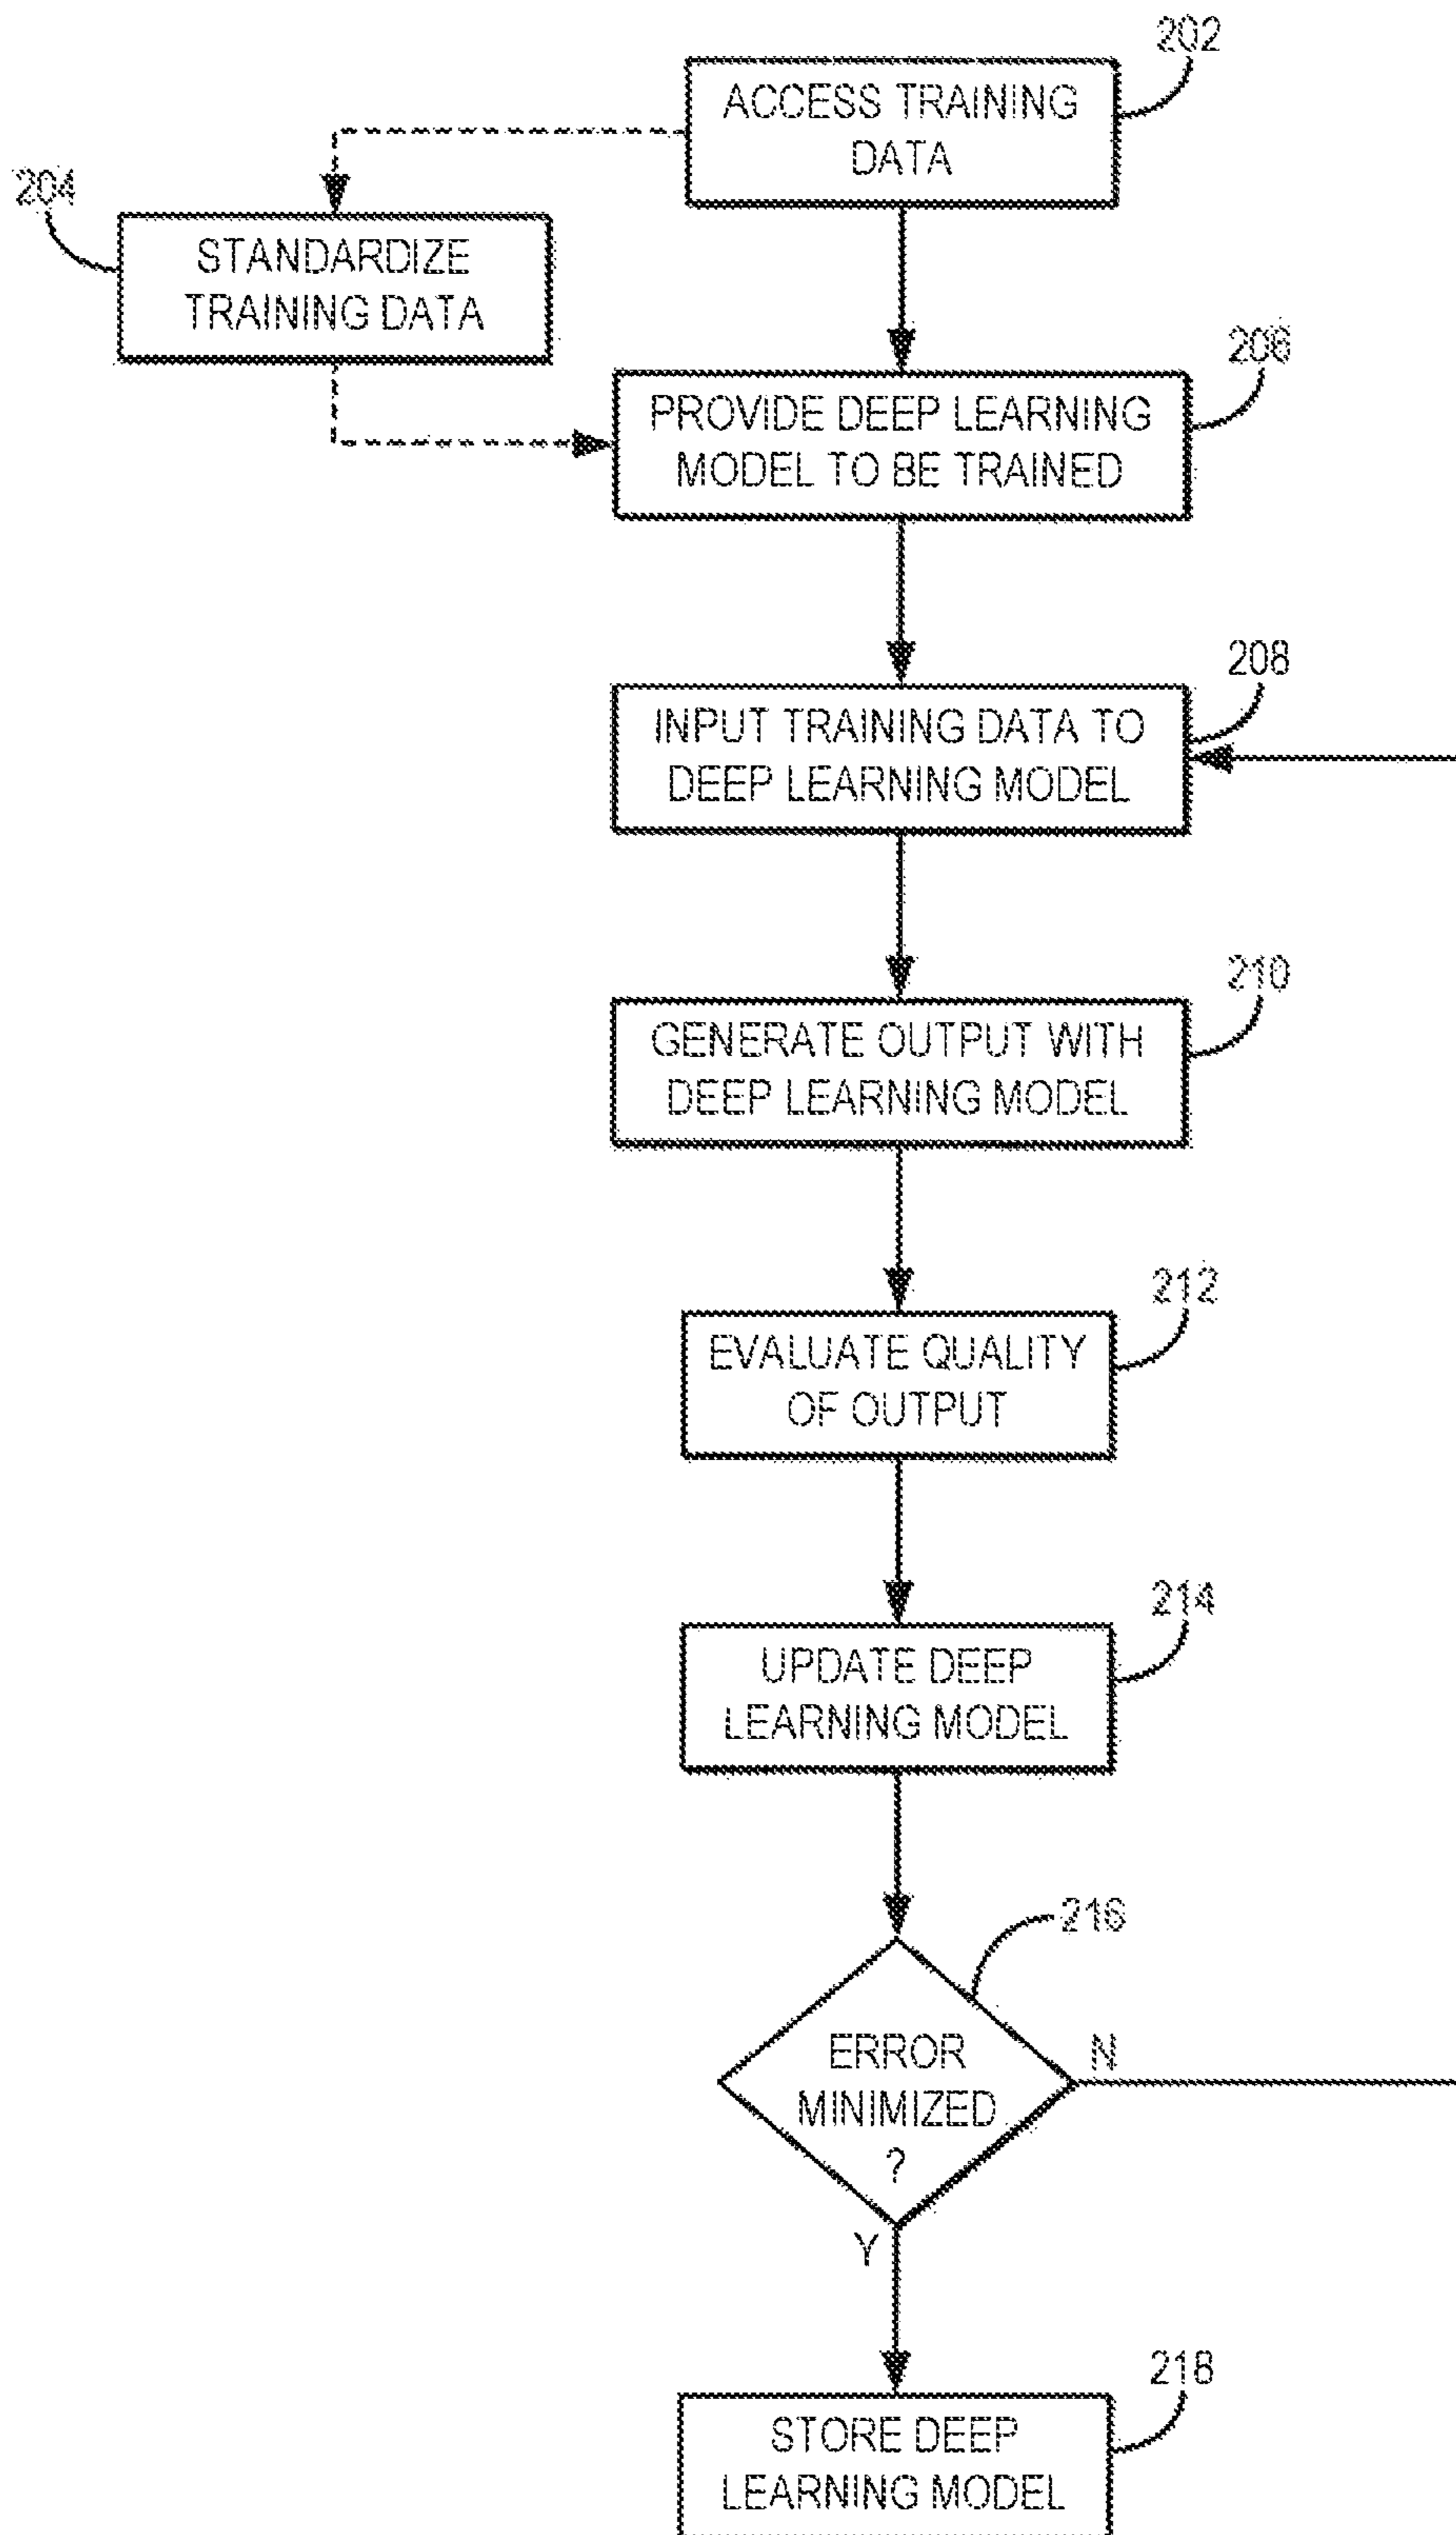 202
ACCESS TRAINING
DATA
204
STANDARDIZE
TRAINING DATA
206
PROVIDE DEEP LEARNING
MODEL TO BE TRAINED
208
INPUT TRAINING DATA TO
DEEP LEARNING MODEL
210
GENERATE OUTPUT WITH
DEEP LEARNING MODEL
212
EVALUATE QUALITY
OF OUTPUT
214
UPDATE DEEP
LEARNING MODEL
216
ERROR
MINIMIZED
?
N
Y
218
STORE DEEP
LEARNING MODEL